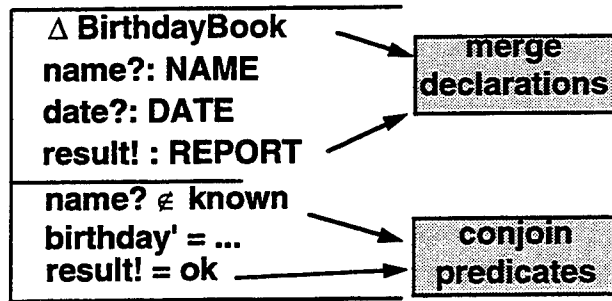 Δ BirthdayBook
name?: NAME
date?: DATE
result! : REPORT
name? ∉ known
birthday' = ...
result! = ok
merge
declarations
conjoin
predicates